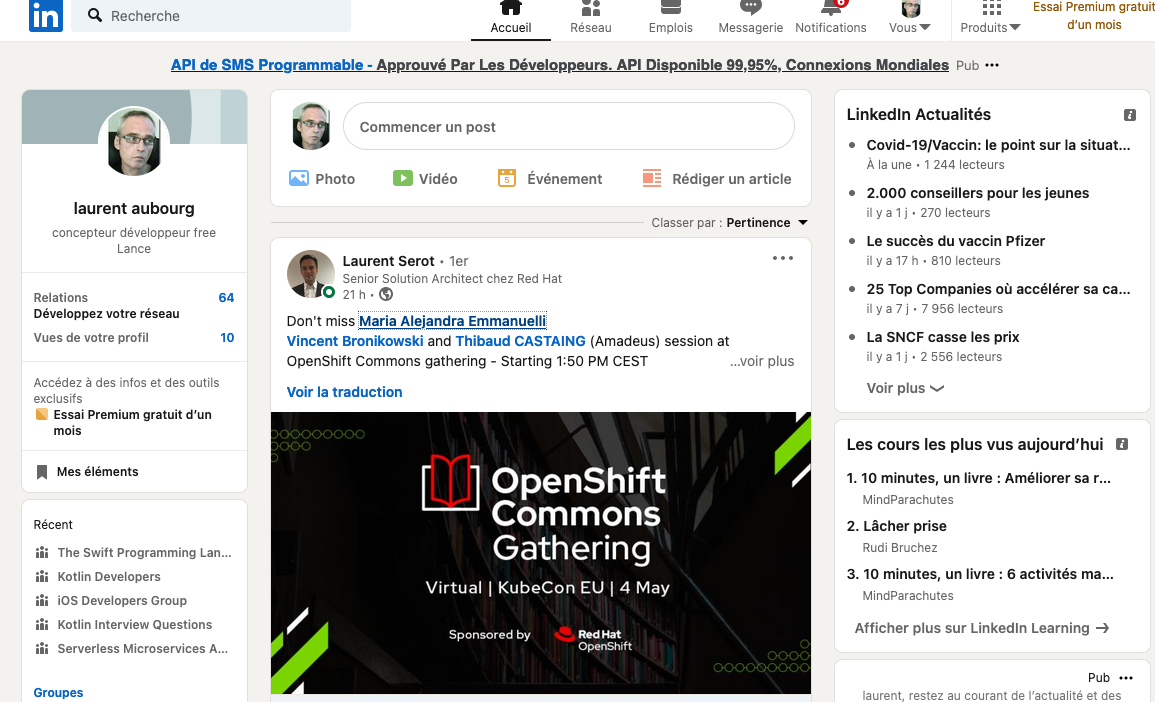 in
Recherche
Accueil
Réseau
Emplois
Messagerie
6
Notifications
Vous
Produits
Essai Premium gratuit
d'un mois
API de SMS Programmable - Approuvé Par Les Développeurs. API Disponible 99,95%, Connexions Mondiales Pub •••
laurent aubourg
concepteur développeur free
Lance
Relations 64
Développez votre réseau
Vues de votre profil 10
Accédez à des infos et des outils
exclusifs
Essai Premium gratuit d'un
mois
Mes éléments
Récent
The Swift Programming Lan...
Kotlin Developers
iOS Developers Group
Kotlin Interview Questions
Serverless Microservices A...
Groupes
Commencer un post
Photo
Vidéo
5
Événement
Rédiger un article
Classer par : Pertinence
Laurent Serot • 1er
Senior Solution Architect chez Red Hat
21 h •
Don't miss Maria Alejandra Emmanuelli
Vincent Bronikowski and Thibaud CASTAING (Amadeus) session at
OpenShift Commons gathering - Starting 1:50 PM CEST ...voir plus
Voir la traduction
OpenShift
Commons
Gathering
Virtual | KubeCon EU | 4 May
Sponsored by
Red Hat
OpenShift
LinkedIn Actualités
Covid-19/Vaccin: le point sur la situat...
À la une • 1 244 lecteurs
2.000 conseillers pour les jeunes
il y a 1 j • 270 lecteurs
Le succès du vaccin Pfizer
il y a 17 h • 810 lecteurs
25 Top Companies où accélérer sa ca...
il y a 7 j • 7 956 lecteurs
La SNCF casse les prix
il y a 1 j • 2 556 lecteurs
Voir plus
Les cours les plus vus aujourd'hui
1. 10 minutes, un livre : Améliorer sa r...
MindParachutes
2. Lâcher prise
Rudi Bruchez
3. 10 minutes, un livre : 6 activités ma...
MindParachutes
Afficher plus sur LinkedIn Learning →
Pub •••
laurent, restez au courant de l'actualité et des